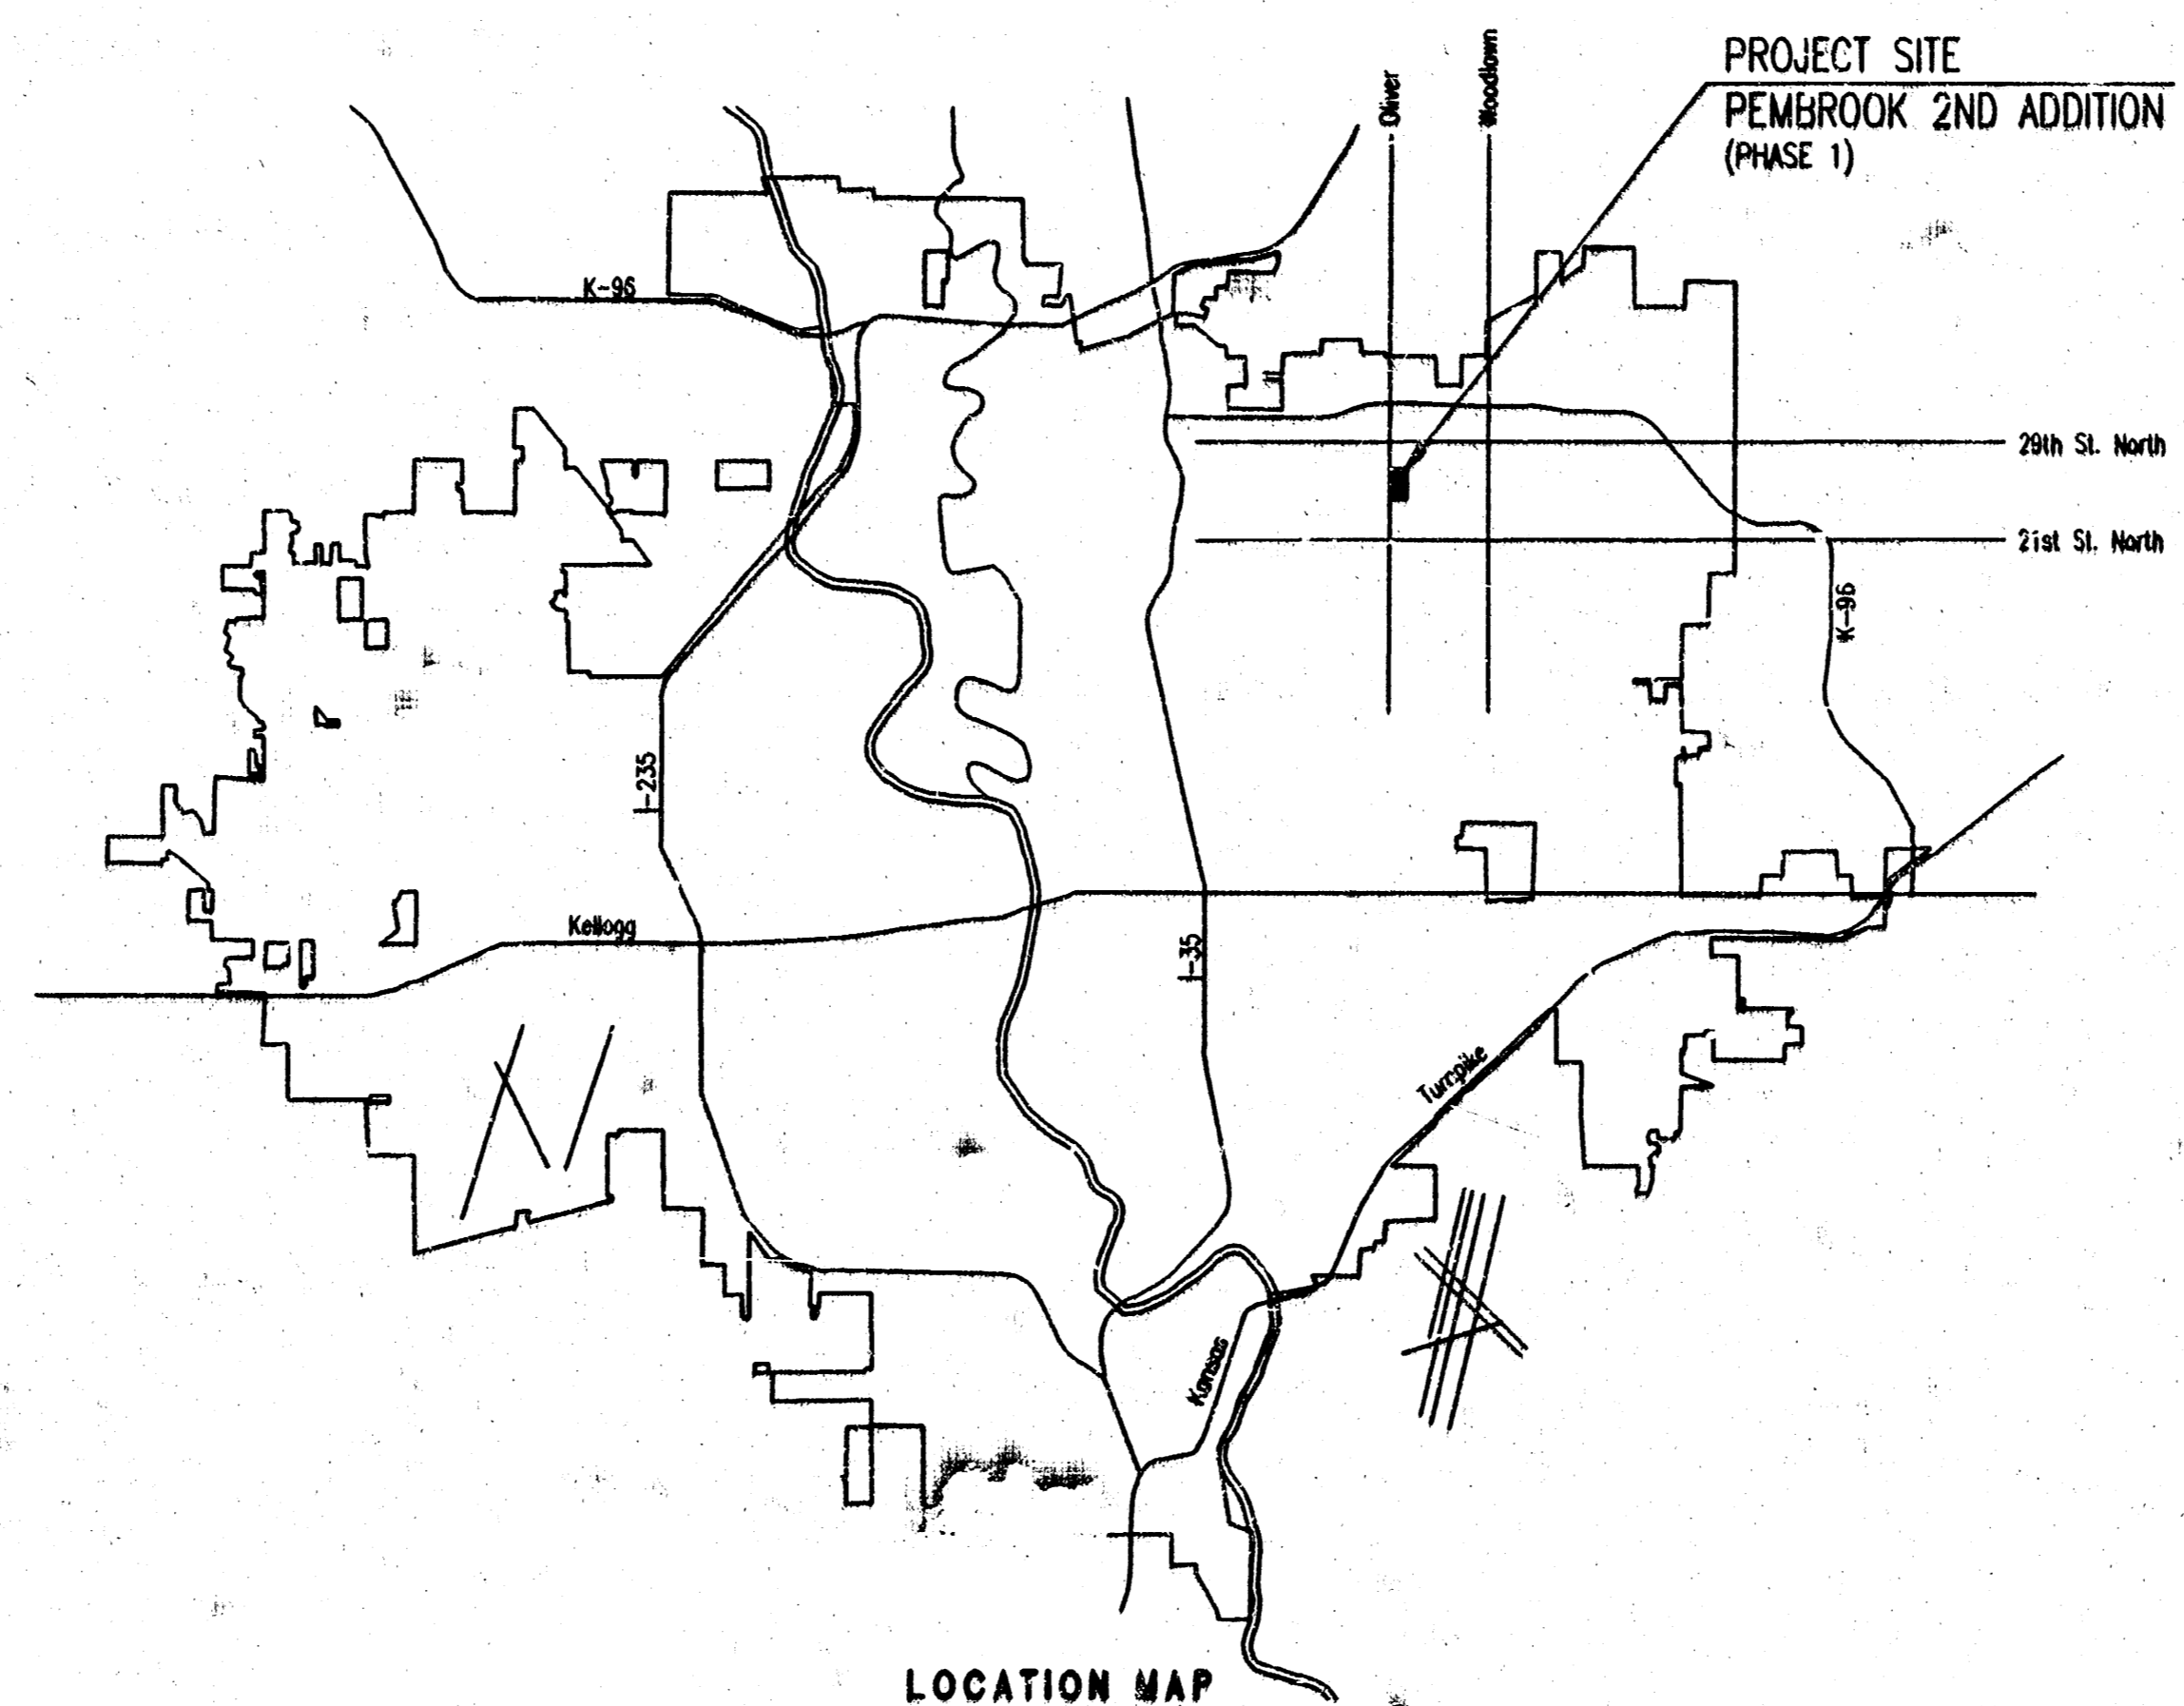 PROJECT SITE
PEMBROOK 2ND ADDITION
(PHASE 1)
Oliver
Woodlawn
K-96
29th St. North
21st St. North
K-96
I-235
Kellogg
I-35
Turnpike
Kansas
LOCATION MAP